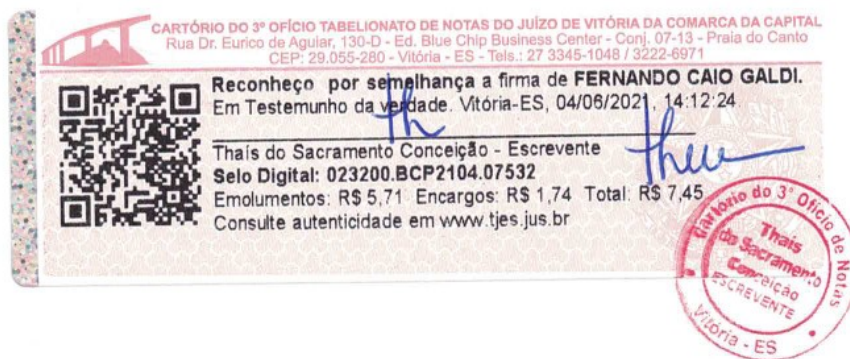 CARTÓRIO DO 3º OFÍCIO TABELIONATO DE NOTAS DO JUÍZO DE VITÓRIA DA COMARCA DA CAPITAL
Rua Dr. Eurico de Aguiar, 130-D - Ed. Blue Chip Business Center - Conj. 07-13 - Praia do Canto
CEP: 29.055-280 - Vitória - ES - Tels.: 27 3345-1048 / 3222-6971
Reconheço por semelhança a firma de FERNANDO CAIO GALDI.
Em Testemunho da verdade. Vitória-ES, 04/06/2021, 14:12:24
Thaís do Sacramento Conceição - Escrevente
Selo Digital: 023200.BCP2104.07532
Emolumentos: R$ 5,71 Encargos: R$ 1,74 Total: R$ 7,45
Consulte autenticidade em www.tjes.jus.br
Cartório do 3º Ofício de Notas
Thais
do Sacramento
Conceição
ESCREVENTE
Vitória - ES